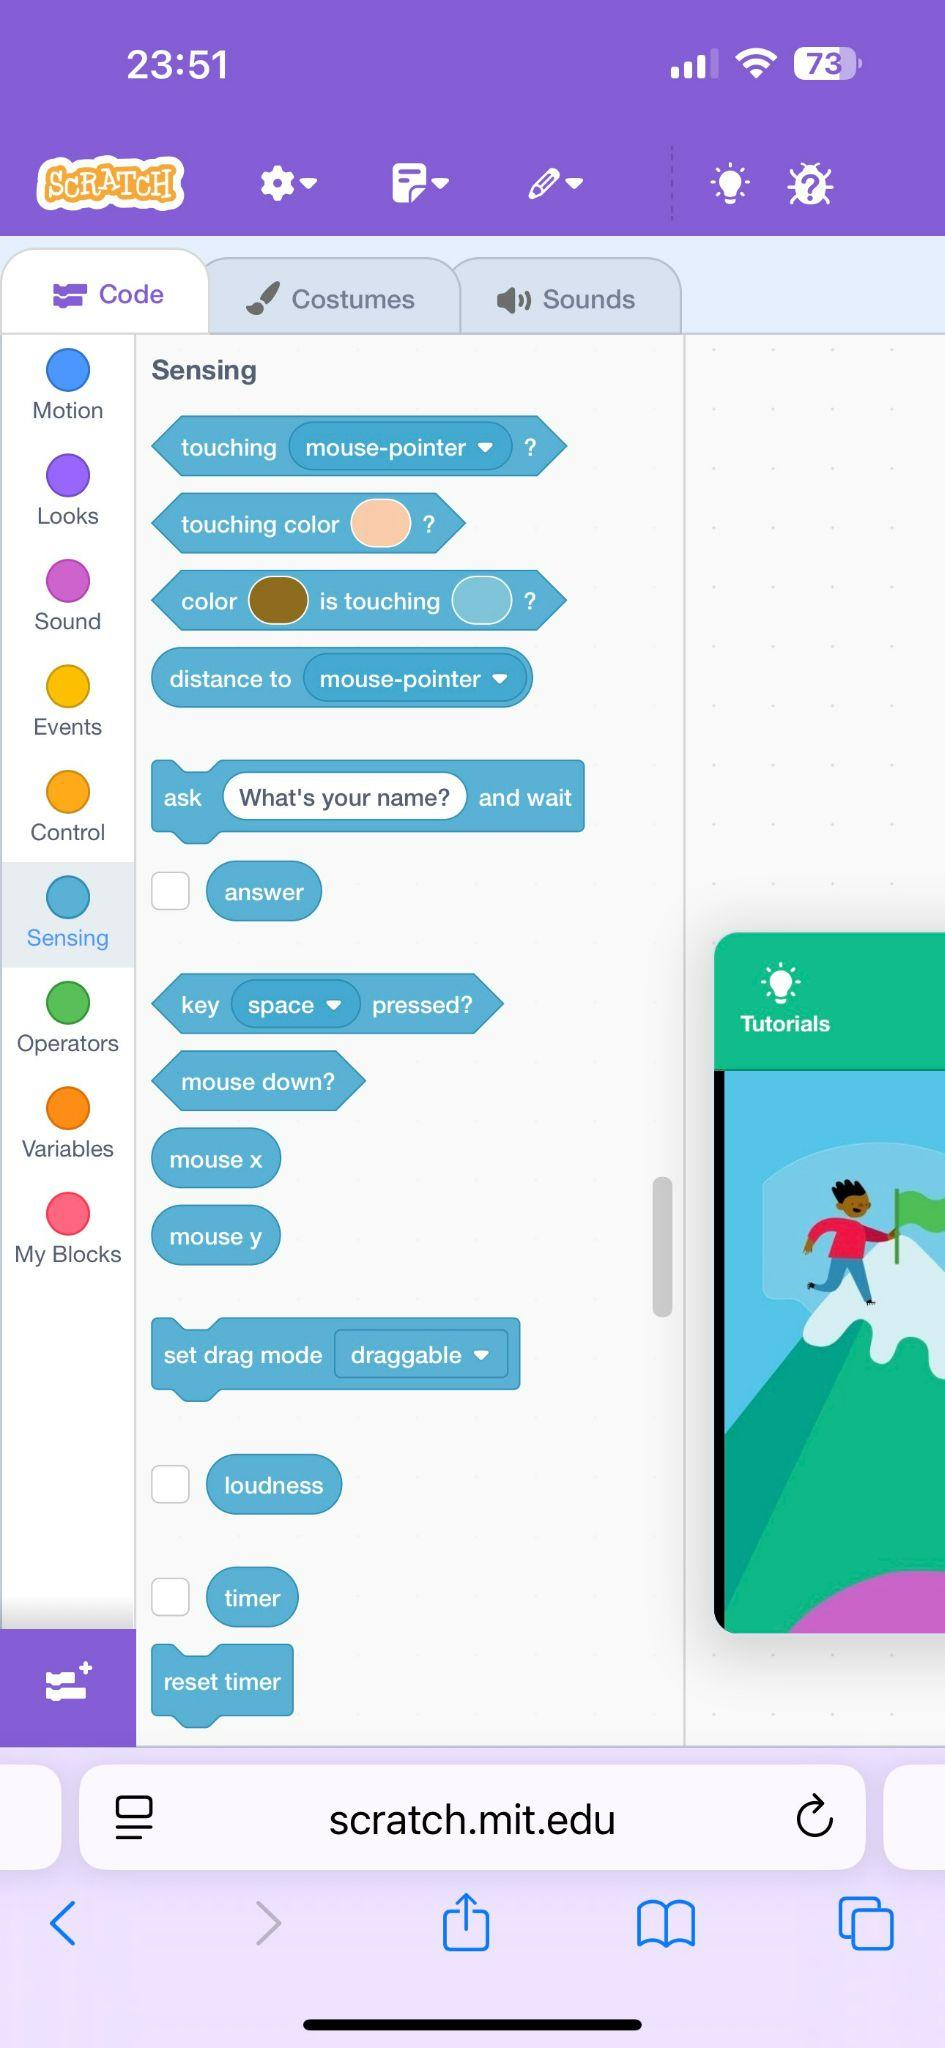 23:51
73
SCRATCH
Code
Costumes
Sounds
Motion
Looks
Sound
Events
Control
Sensing
Operators
Variables
My Blocks
Sensing
touching mouse-pointer ?
touching color ?
color is touching ?
distance to mouse-pointer
ask What's your name? and wait
answer
key space pressed?
mouse down?
mouse x
mouse y
set drag mode draggable
loudness
timer
reset timer
Tutorials
scratch.mit.edu